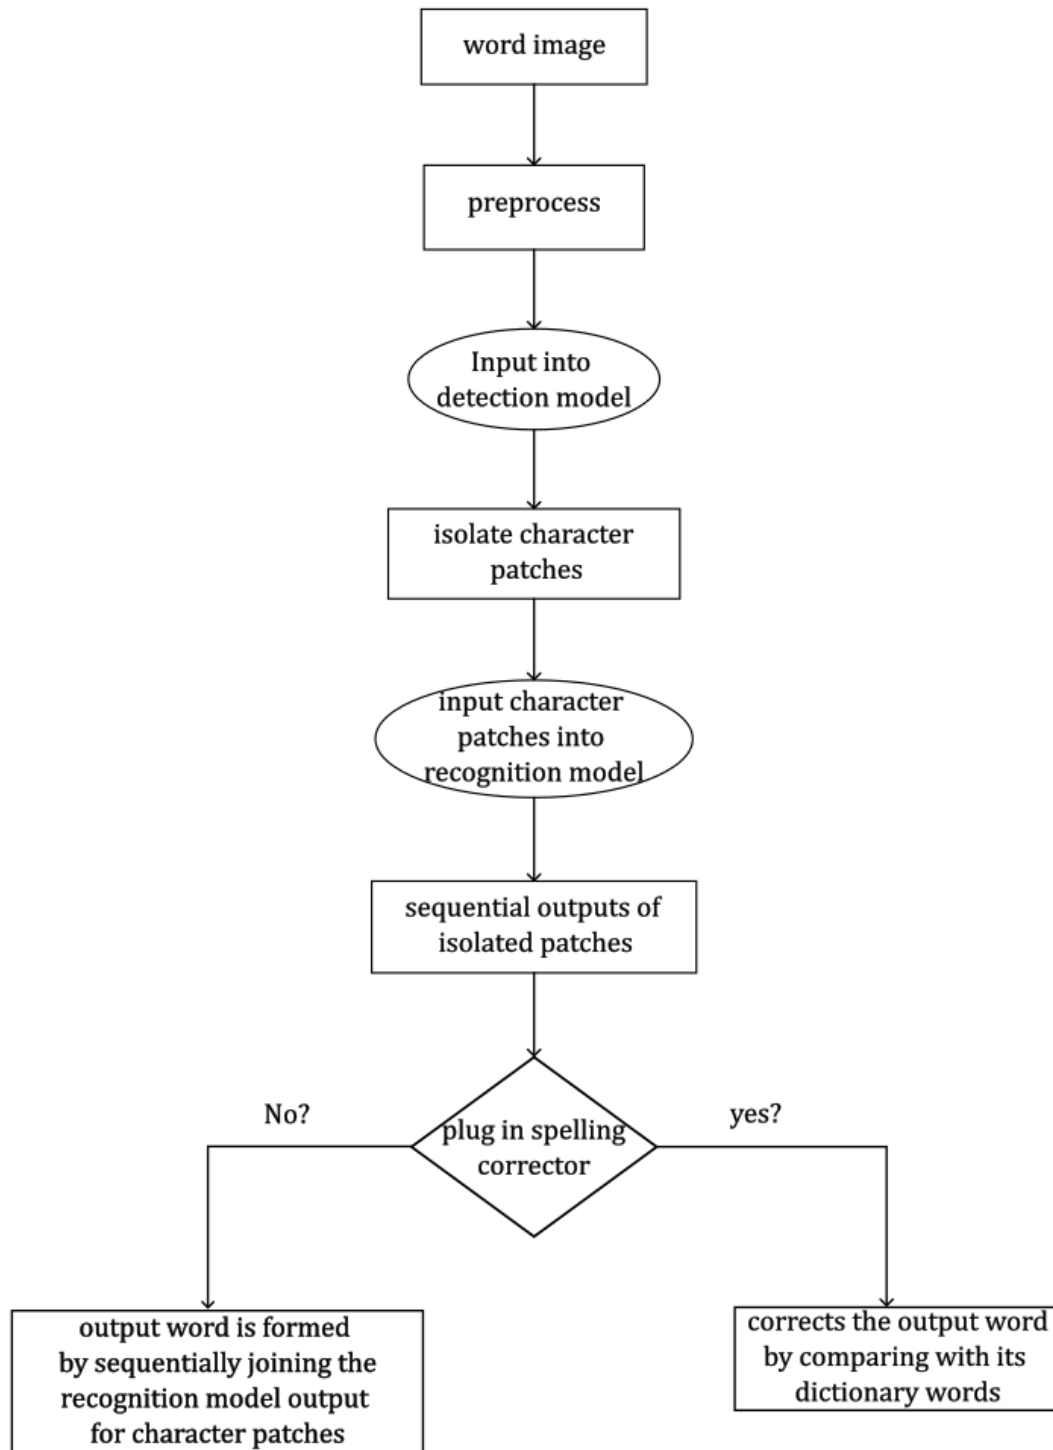 word image
preprocess
Input into
detection model
isolate character
patches
input character
patches into
recognition model
sequential outputs of
isolated patches
No?
yes?
plug in spelling
corrector
output word is formed
by sequentially joining the
recognition model output
for character patches
corrects the output word
by comparing with its
dictionary words